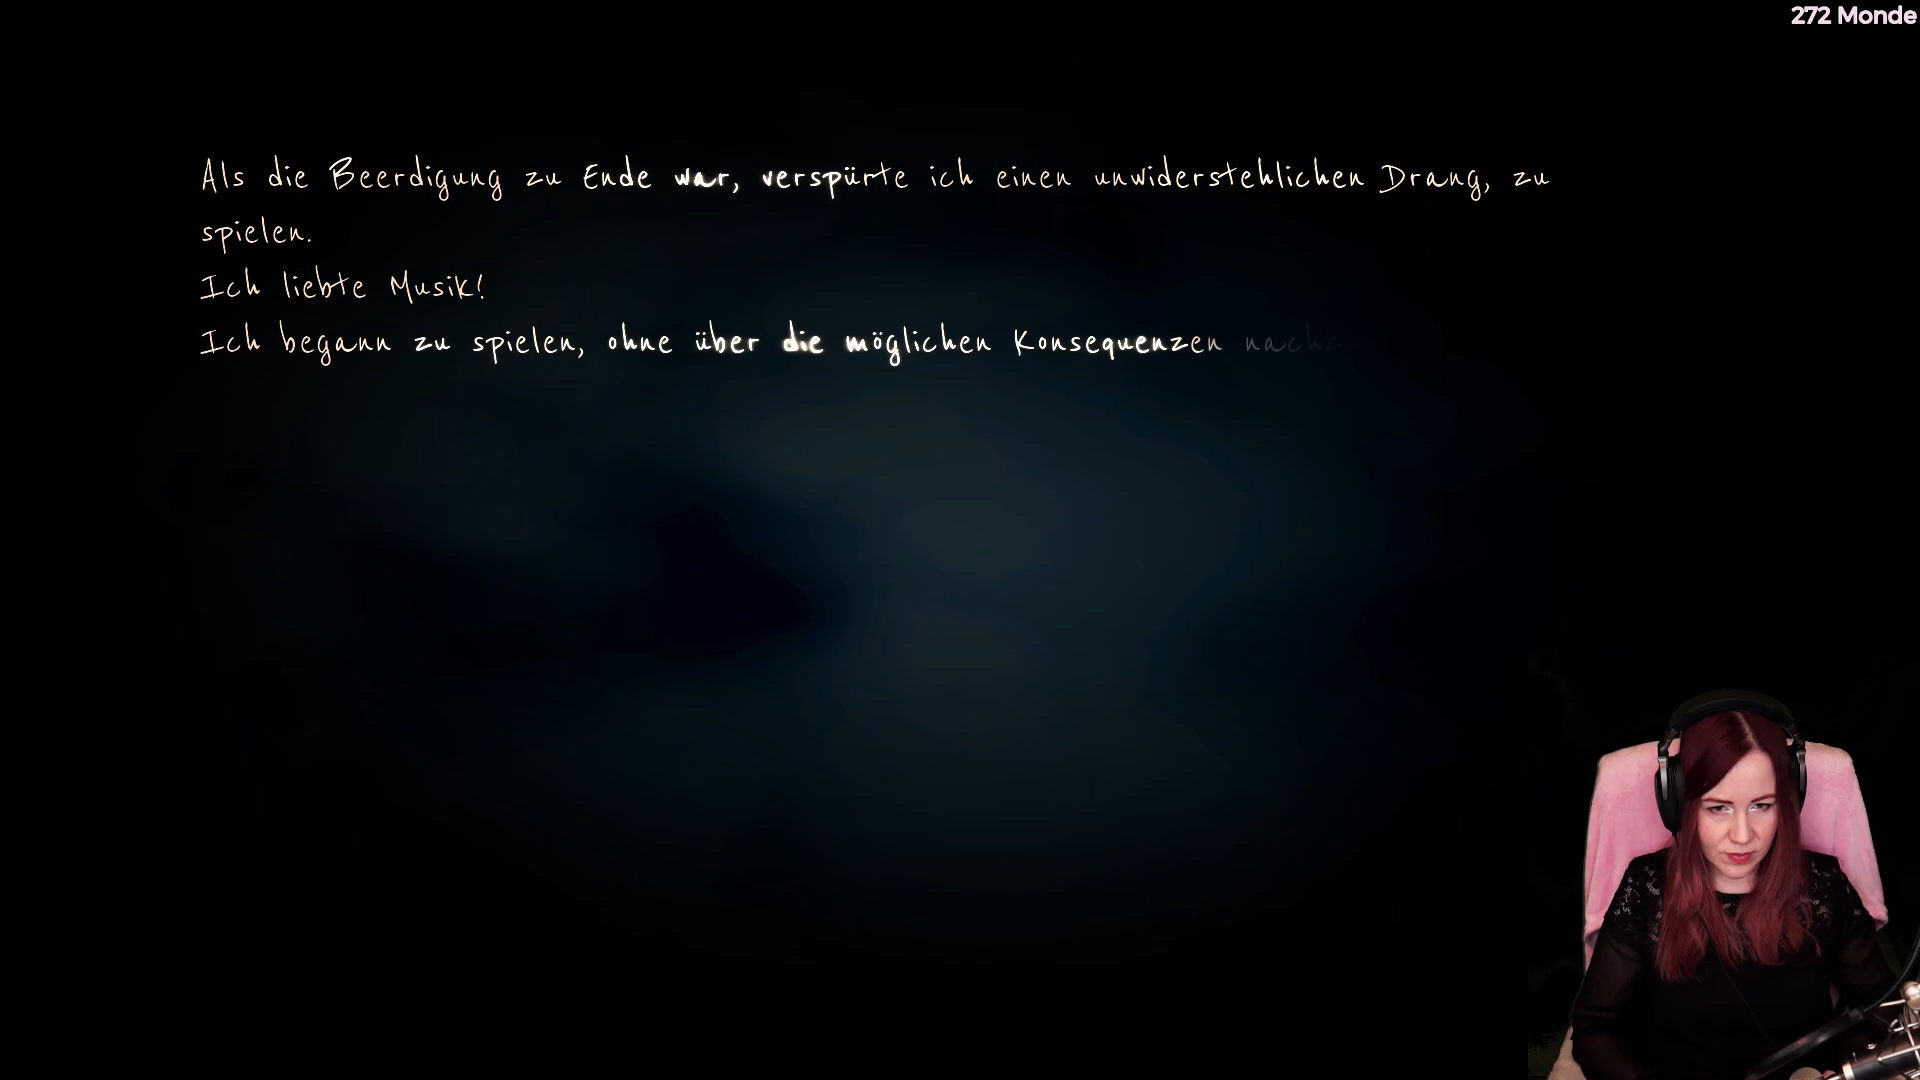 272 Monde
Als die Beerdigung zu Ende war, verspürte ich einen unwiderstehlichen Drang, zu
spielen.
Ich liebte Musik!
Ich begann zu spielen, ohne über die möglichen Konsequenzen nach